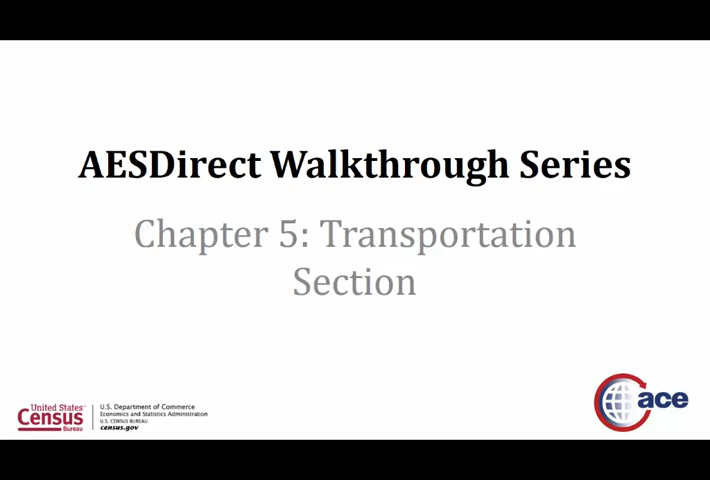 AESDirect Walkthrough Series
Chapter 5: Transportation
Section
United States
Census
Bureau
U.S. Department of Commerce
Economics and Statistics Administration
U.S. CENSUS BUREAU
census.gov
ace